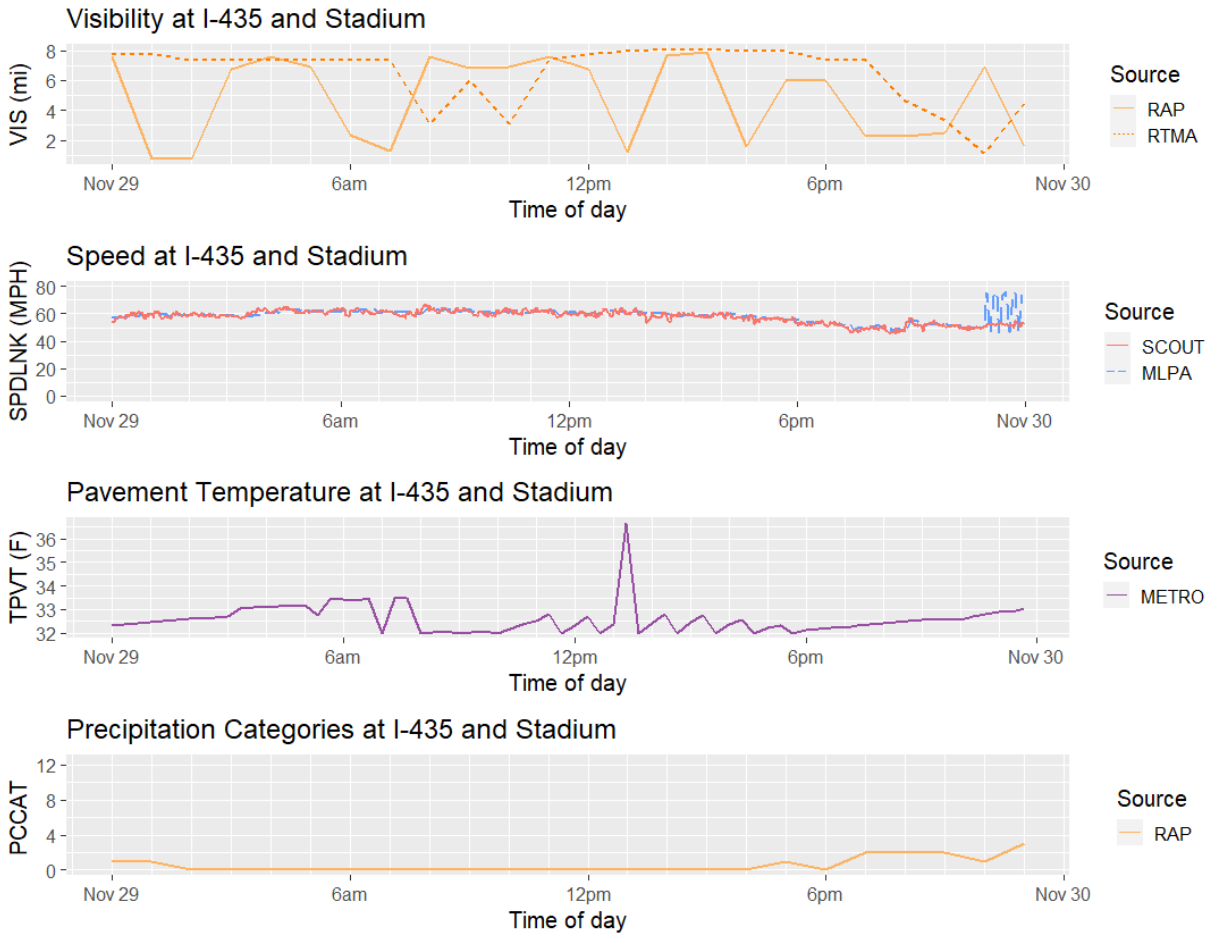 Visibility at I-435 and Stadium
VIS (mi)
8
6
4
2
Nov 29 6am 12pm 6pm Nov 30
Time of day
Source
RAP
RTMA
Speed at I-435 and Stadium
SPDLNK (MPH)
80
60
40
20
0
Nov 29 6am 12pm 6pm Nov 30
Time of day
Source
SCOUT
MLPA
Pavement Temperature at I-435 and Stadium
TPVT (F)
36
35
34
33
32
Nov 29 6am 12pm 6pm Nov 30
Time of day
Source
METRO
Precipitation Categories at I-435 and Stadium
PCCAT
12
8
4
0
Nov 29 6am 12pm 6pm Nov 30
Time of day
Source
RAP